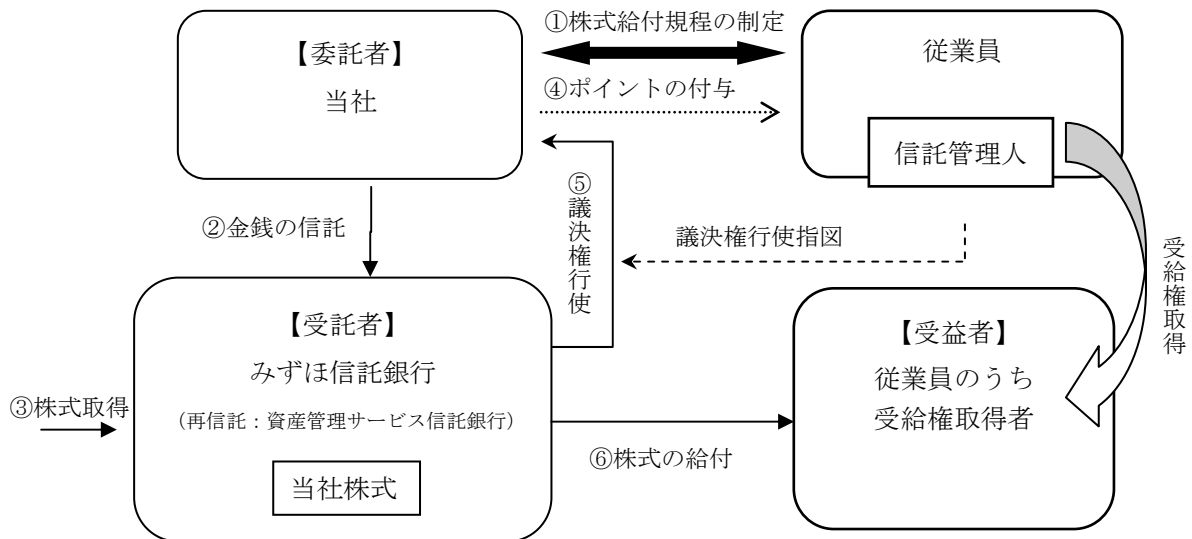 ①株式給付規程の制定
【委託者】
当社
従業員
④ポイントの付与
信託管理人
⑤議決権行使
②金銭の信託
議決権行使指図
受給権取得
【受託者】
みずほ信託銀行
(再信託:資産管理サービス信託銀行)
当社株式
③株式取得
【受益者】
従業員のうち
受給権取得者
⑥株式の給付